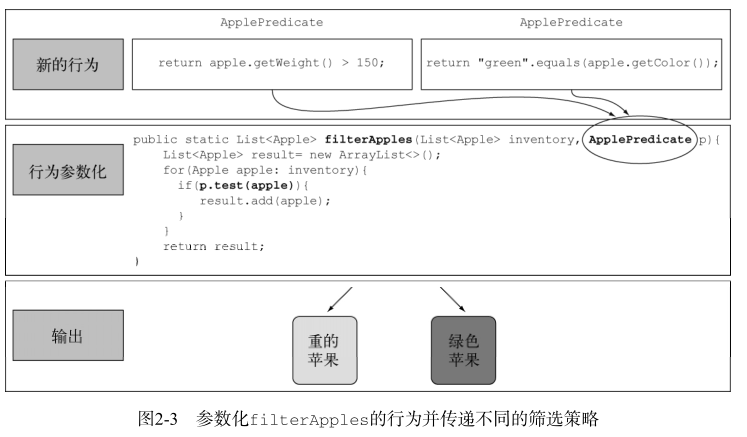 ApplePredicate
ApplePredicate
新的行为
return apple.getWeight() > 150;
return "green".equals(apple.getColor());
行为参数化
public static List<Apple> filterApples(List<Apple> inventory, ApplePredicate p){
List<Apple> result= new ArrayList<>();
for(Apple apple: inventory){
if(p.test(apple)){
result.add(apple);
}
}
return result;
}
输出
重的
苹果
绿色
苹果
图2-3 参数化filterApples的行为并传递不同的筛选策略